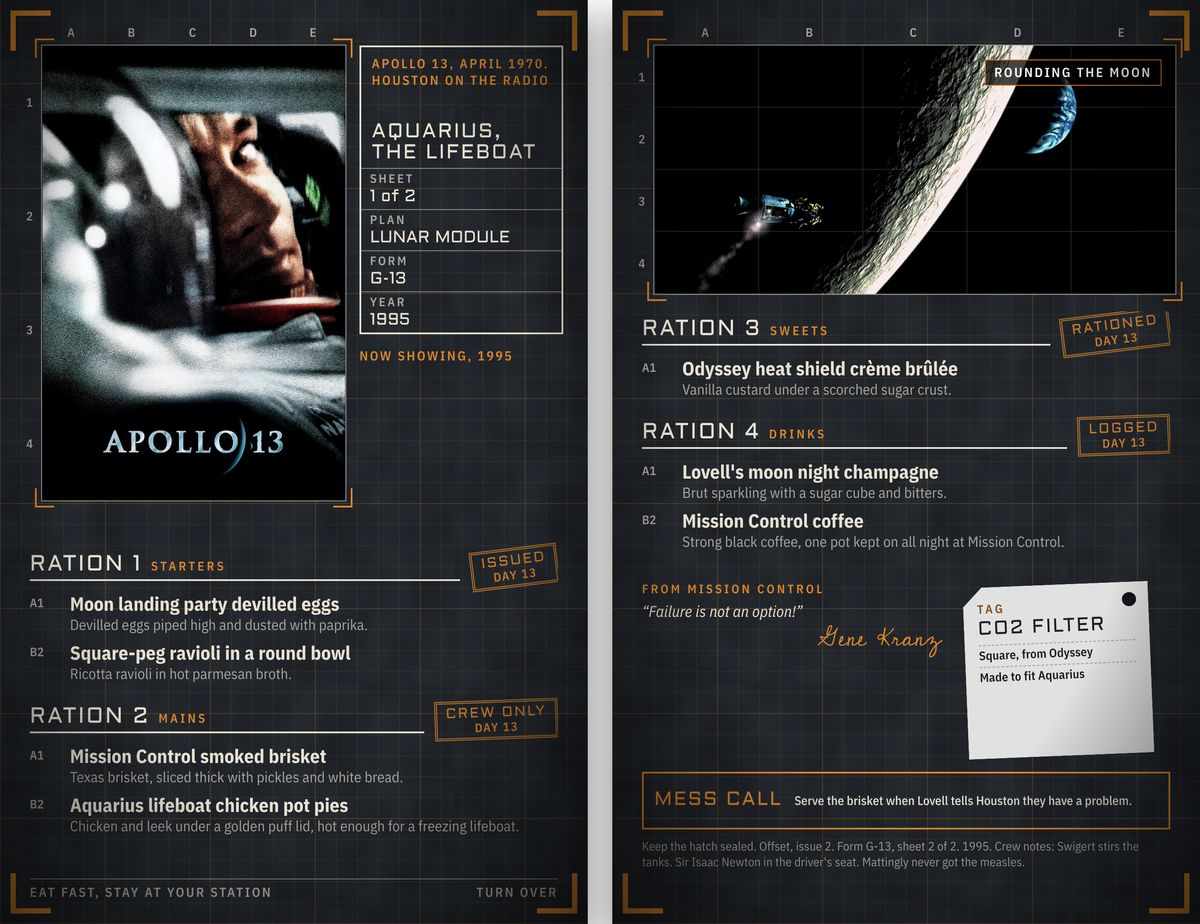 A B C D E
1
2
3
4
APOLLO 13
NA
APOLLO 13, APRIL 1970.
HOUSTON ON THE RADIO
AQUARIUS,
THE LIFEBOAT
SHEET
1 of 2
PLAN
LUNAR MODULE
FORM
G-13
YEAR
1995
NOW SHOWING, 1995
RATION 1 STARTERS
ISSUED
DAY 13
A1 Moon landing party devilled eggs
Devilled eggs piped high and dusted with paprika.
B2 Square-peg ravioli in a round bowl
Ricotta ravioli in hot parmesan broth.
RATION 2 MAINS
CREW ONLY
DAY 13
A1 Mission Control smoked brisket
Texas brisket, sliced thick with pickles and white bread.
B2 Aquarius lifeboat chicken pot pies
Chicken and leek under a golden puff lid, hot enough for a freezing lifeboat.
EAT FAST, STAY AT YOUR STATION TURN OVER
A B C D E
1
2
3
4
ROUNDING THE MOON
RATION 3 SWEETS
RATIONED
DAY 13
A1 Odyssey heat shield crème brûlée
Vanilla custard under a scorched sugar crust.
RATION 4 DRINKS
LOGGED
DAY 13
A1 Lovell's moon night champagne
Brut sparkling with a sugar cube and bitters.
B2 Mission Control coffee
Strong black coffee, one pot kept on all night at Mission Control.
FROM MISSION CONTROL
“Failure is not an option!”
Gene Kranz
TAG
CO2 FILTER
Square, from Odyssey
Made to fit Aquarius
MESS CALL Serve the brisket when Lovell tells Houston they have a problem.
Keep the hatch sealed. Offset, issue 2. Form G-13, sheet 2 of 2. 1995. Crew notes: Swigert stirs the
tanks. Sir Isaac Newton in the driver's seat. Mattingly never got the measles.